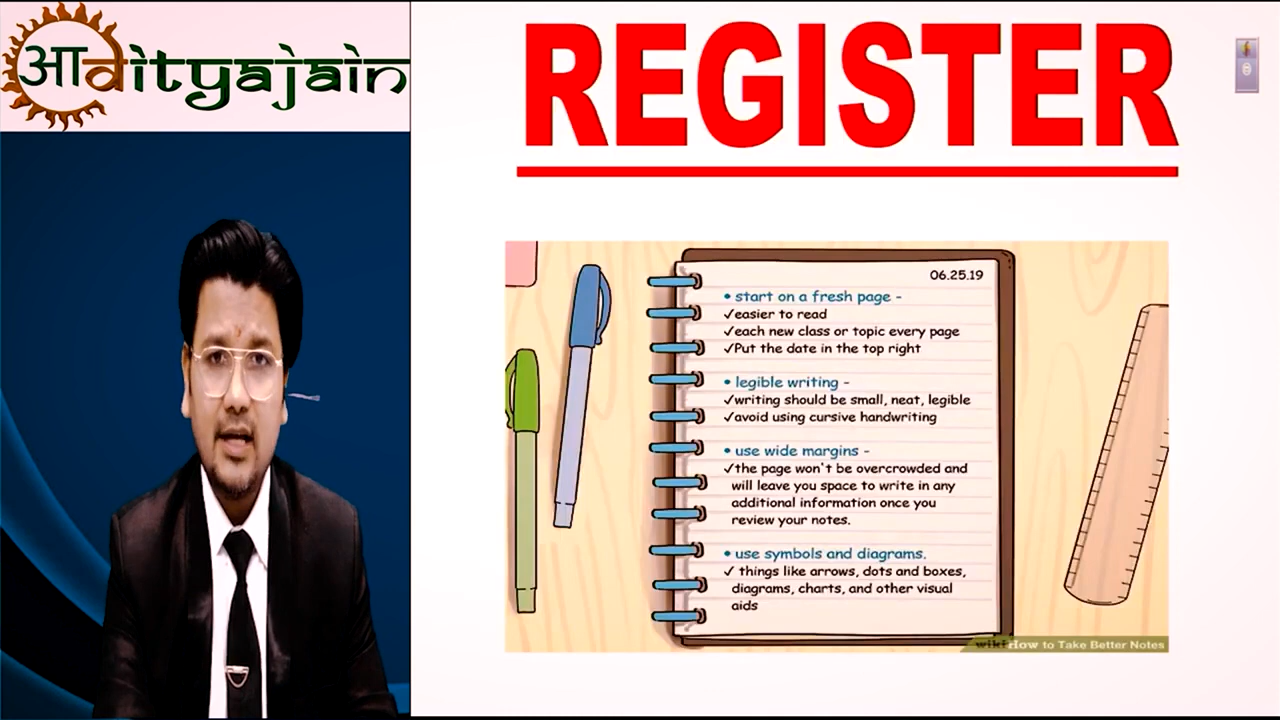 आdityajain
REGISTER
06.25.19
• start on a fresh page -
✓easier to read
✓each new class or topic every page
✓Put the date in the top right
• legible writing -
✓writing should be small, neat, legible
✓avoid using cursive handwriting
• use wide margins -
✓the page won't be overcrowded and
will leave you space to write in any
additional information once you
review your notes.
• use symbols and diagrams.
✓ things like arrows, dots and boxes,
diagrams, charts, and other visual
aids
wikiHow to Take Better Notes